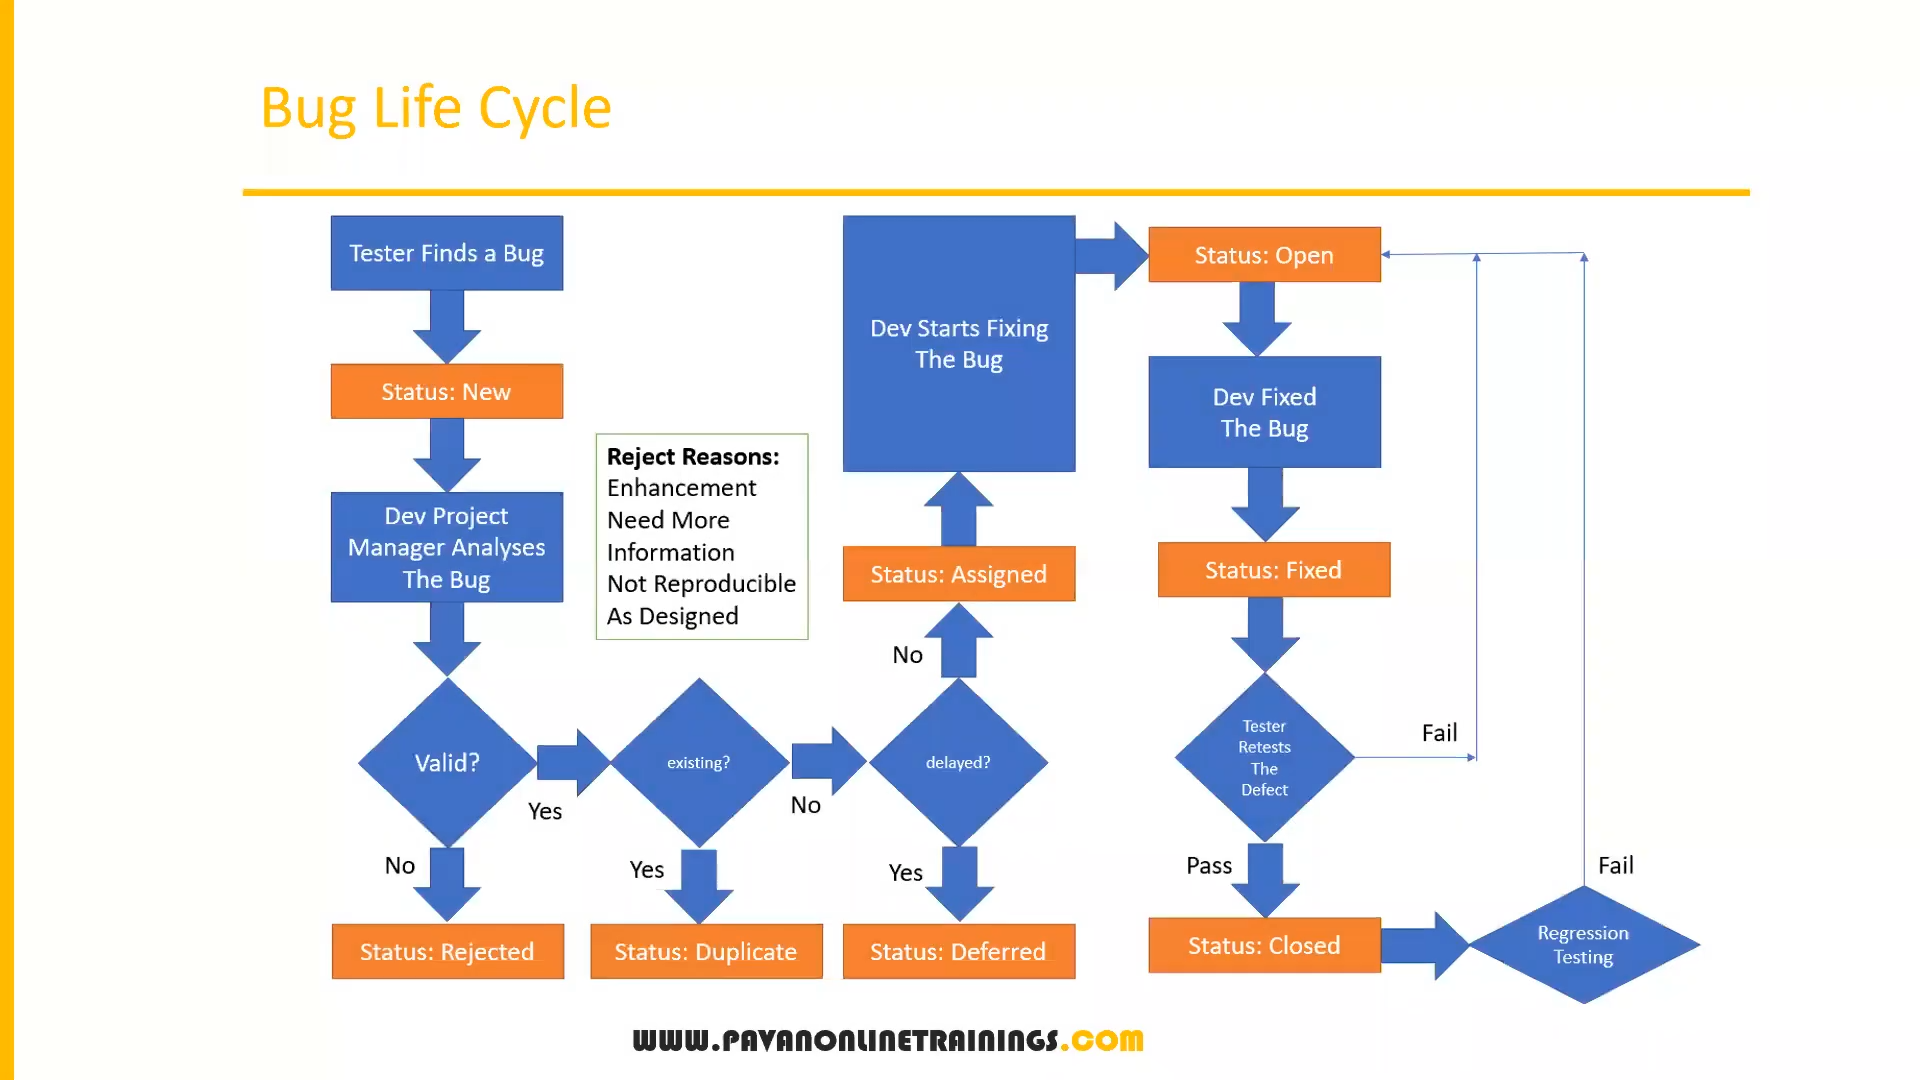 Bug Life Cycle
Tester Finds a Bug
Status: New
Dev Project
Manager Analyses
The Bug
Valid?
Yes
No
Status: Rejected
Reject Reasons:
Enhancement
Need More
Information
Not Reproducible
As Designed
existing?
No
Yes
Status: Duplicate
delayed?
Yes
Status: Deferred
No
Status: Assigned
Dev Starts Fixing
The Bug
Status: Open
Dev Fixed
The Bug
Status: Fixed
Tester
Retests
The
Defect
Fail
Pass
Status: Closed
Regression
Testing
Fail
WWW.PAVANONLINETRAININGS.COM